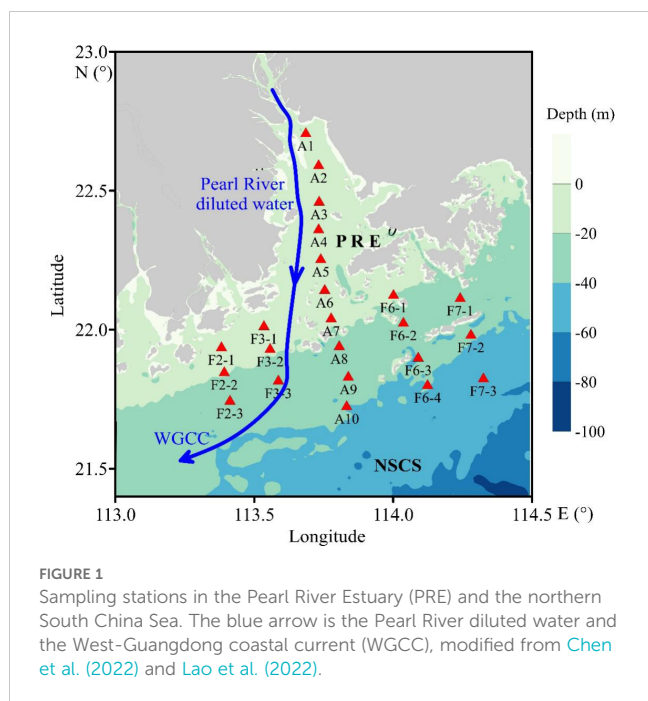 23.0
N (°)
Depth (m)
A1
A2
Pearl River
diluted water
22.5
0
A3
A4
P R E
-20
A5
Latitude
A6
F6-1
F7-1
-40
22.0
F3-1
A7
F6-2
F2-1
F3-2
A8
F7-2
-60
F2-2
F6-3
F3-3
A9
F6-4
F7-3
-80
F2-3
A10
WGCC
-100
21.5
NSCS
113.0
113.5
114.0
114.5 E (°)
Longitude
FIGURE 1
Sampling stations in the Pearl River Estuary (PRE) and the northern
South China Sea. The blue arrow is the Pearl River diluted water and
the West-Guangdong coastal current (WGCC), modified from Chen
et al. (2022) and Lao et al. (2022).